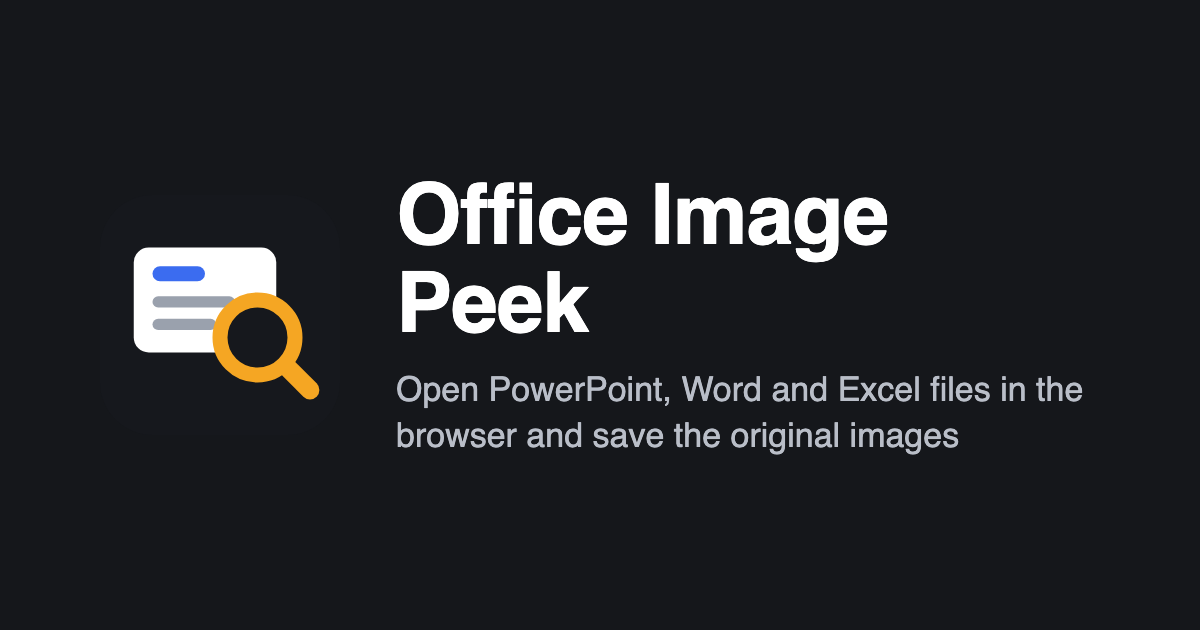 Office Image
Peek
Open PowerPoint, Word and Excel files in the
browser and save the original images